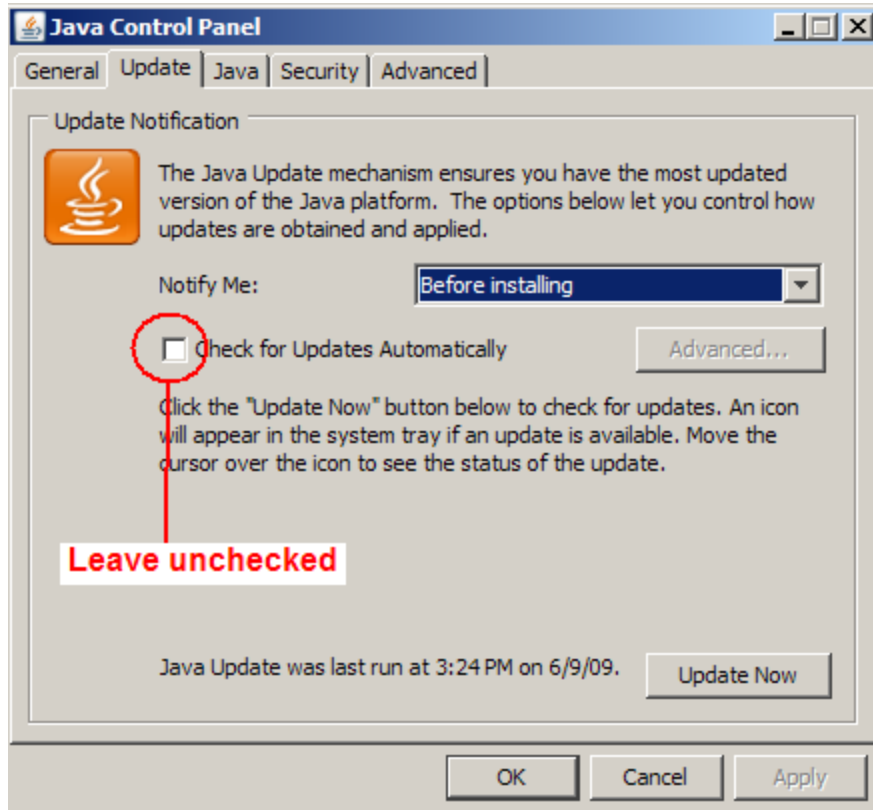 Java Control Panel
General Update Java Security Advanced
Update Notification
The Java Update mechanism ensures you have the most updated
version of the Java platform. The options below let you control how
updates are obtained and applied.
Notify Me: Before installing
Check for Updates Automatically Advanced...
Click the "Update Now" button below to check for updates. An icon
will appear in the system tray if an update is available. Move the
cursor over the icon to see the status of the update.
Leave unchecked
Java Update was last run at 3:24 PM on 6/9/09. Update Now
OK Cancel Apply